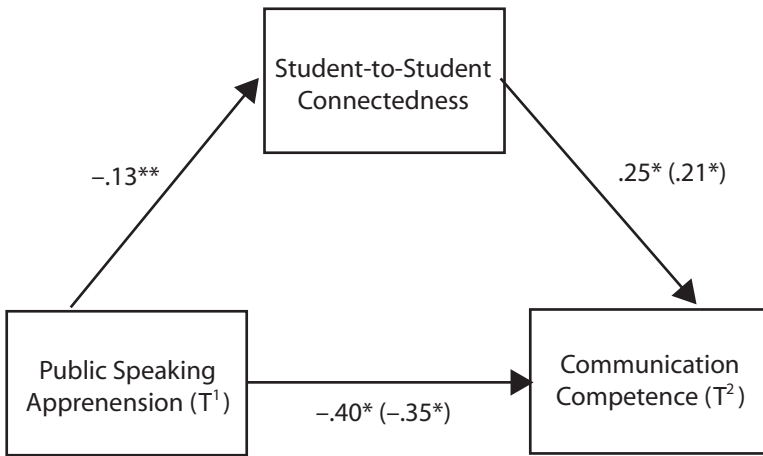 Student-to-Student
Connectedness
–.13**
.25* (.21*)
Public Speaking
Apprenension (T¹)
–.40* (–.35*)
Communication
Competence (T²)